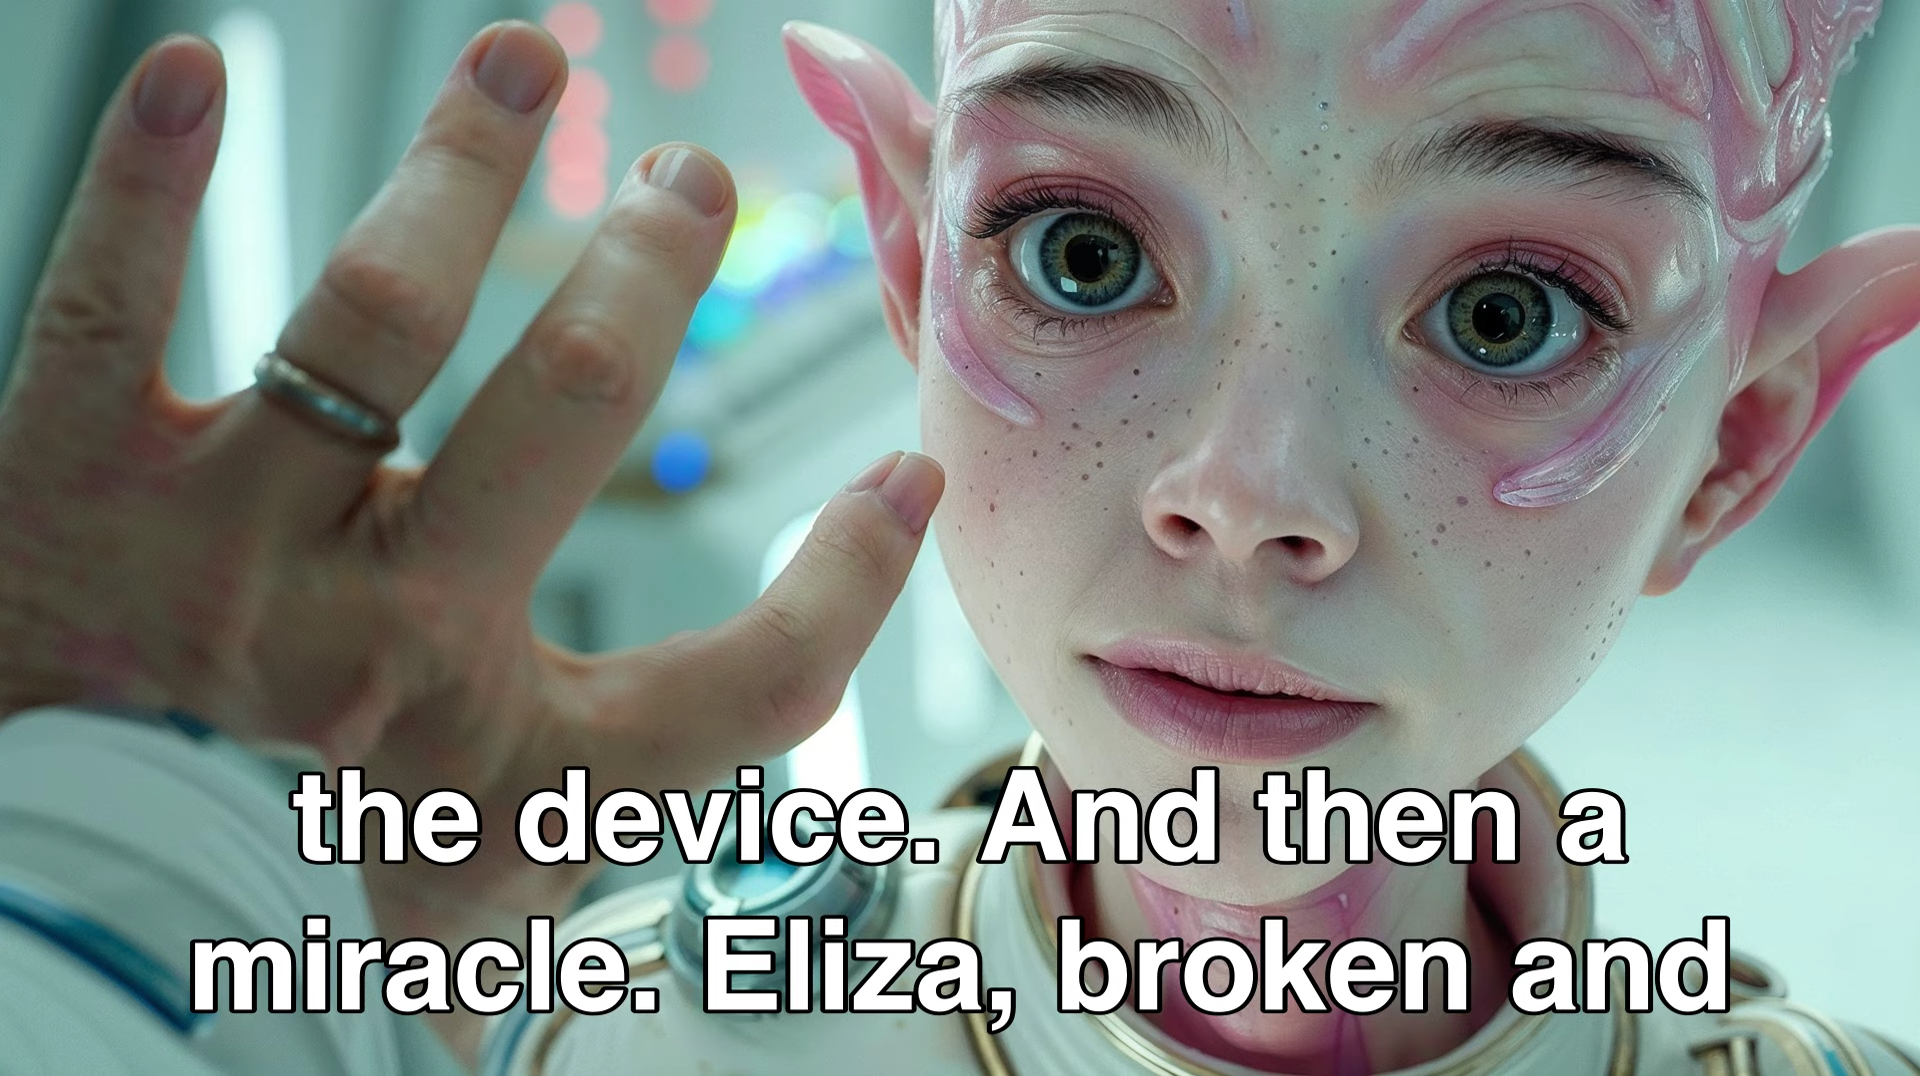 the device. And then a
miracle. Eliza, broken and